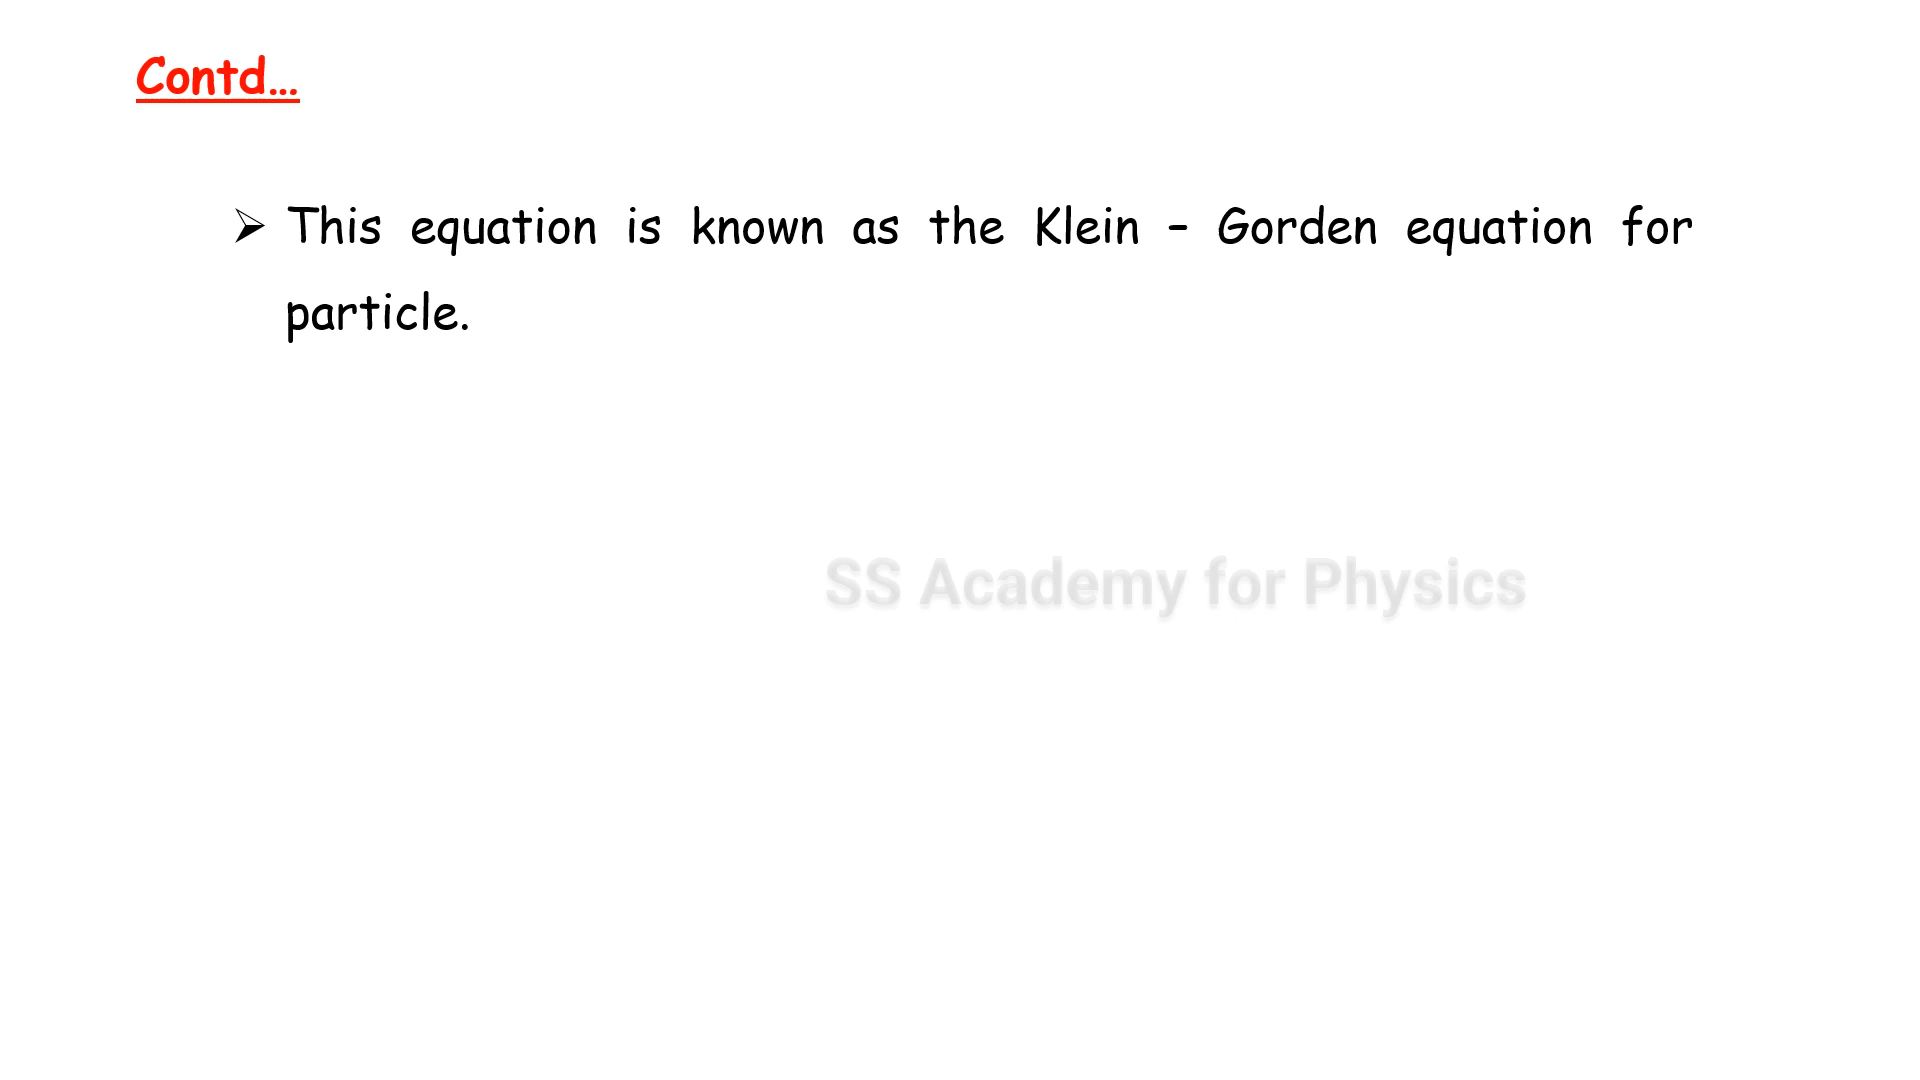 Contd...
➢ This equation is known as the Klein – Gorden equation for
particle.
SS Academy for Physics